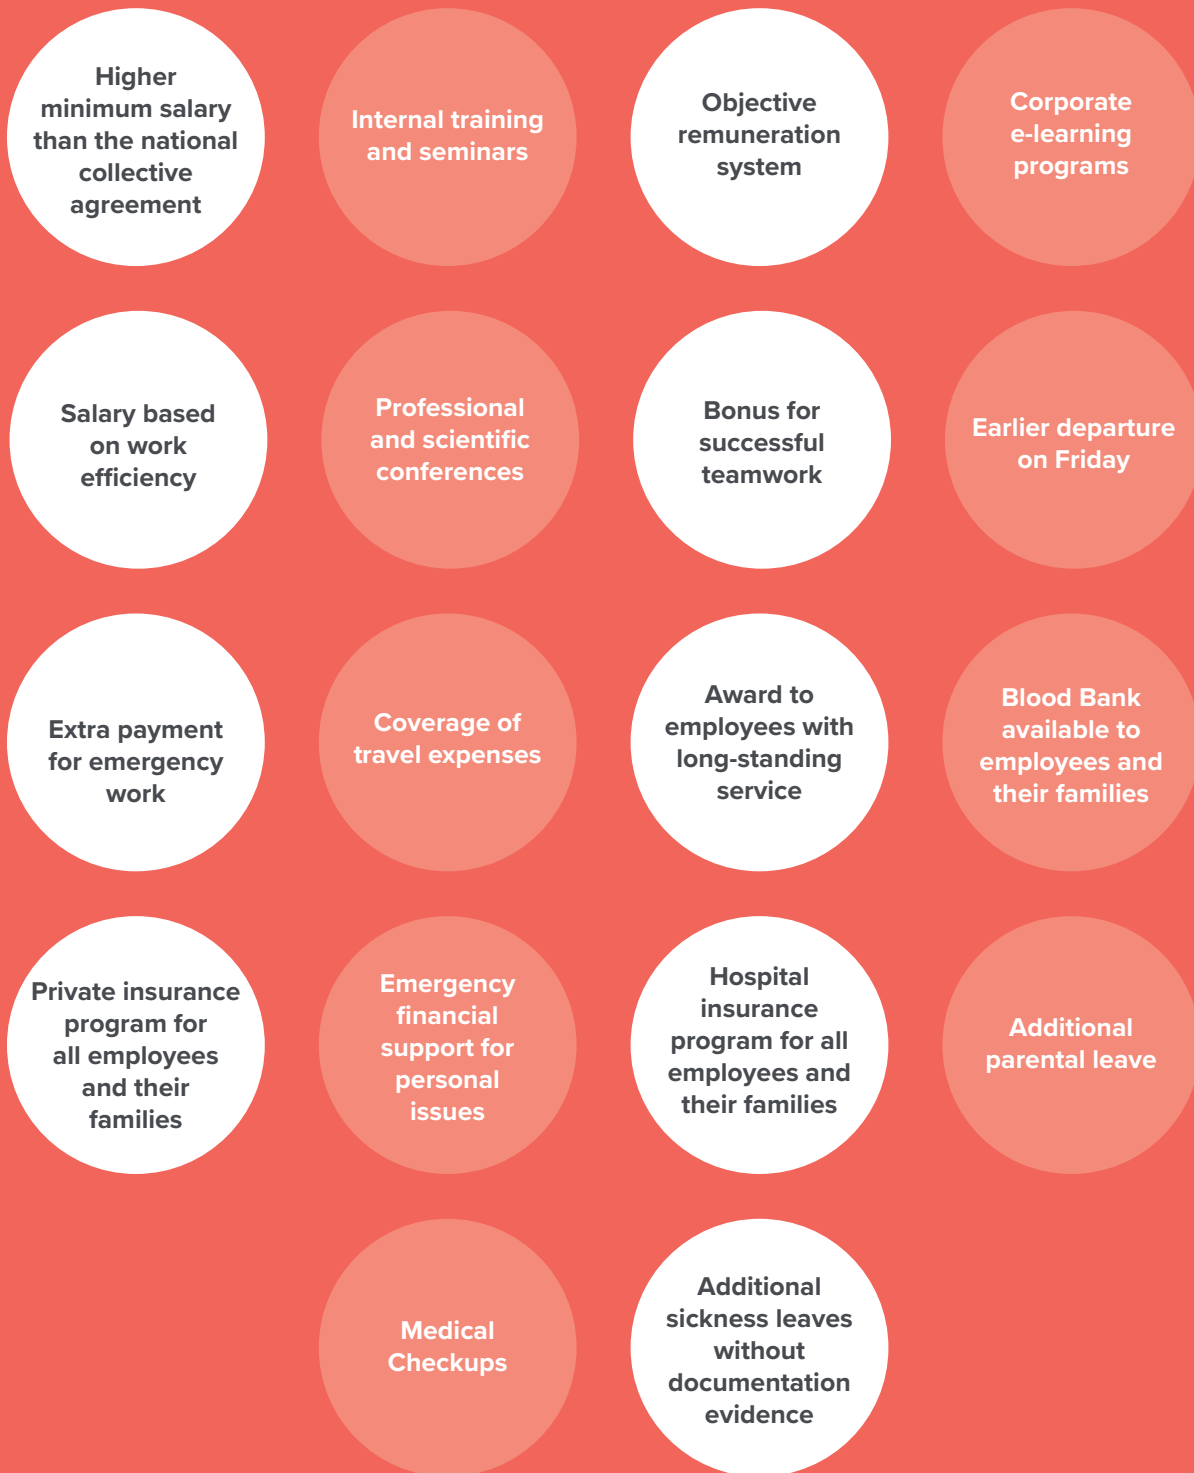 Higher
minimum salary
than the national
collective
agreement
Internal training
and seminars
Objective
remuneration
system
Corporate
e-learning
programs
Salary based
on work
efficiency
Professional
and scientific
conferences
Bonus for
successful
teamwork
Earlier departure
on Friday
Extra payment
for emergency
work
Coverage of
travel expenses
Award to
employees with
long-standing
service
Blood Bank
available to
employees and
their families
Private insurance
program for
all employees
and their
families
Emergency
financial
support for
personal
issues
Hospital
insurance
program for all
employees and
their families
Additional
parental leave
Medical
Checkups
Additional
sickness leaves
without
documentation
evidence